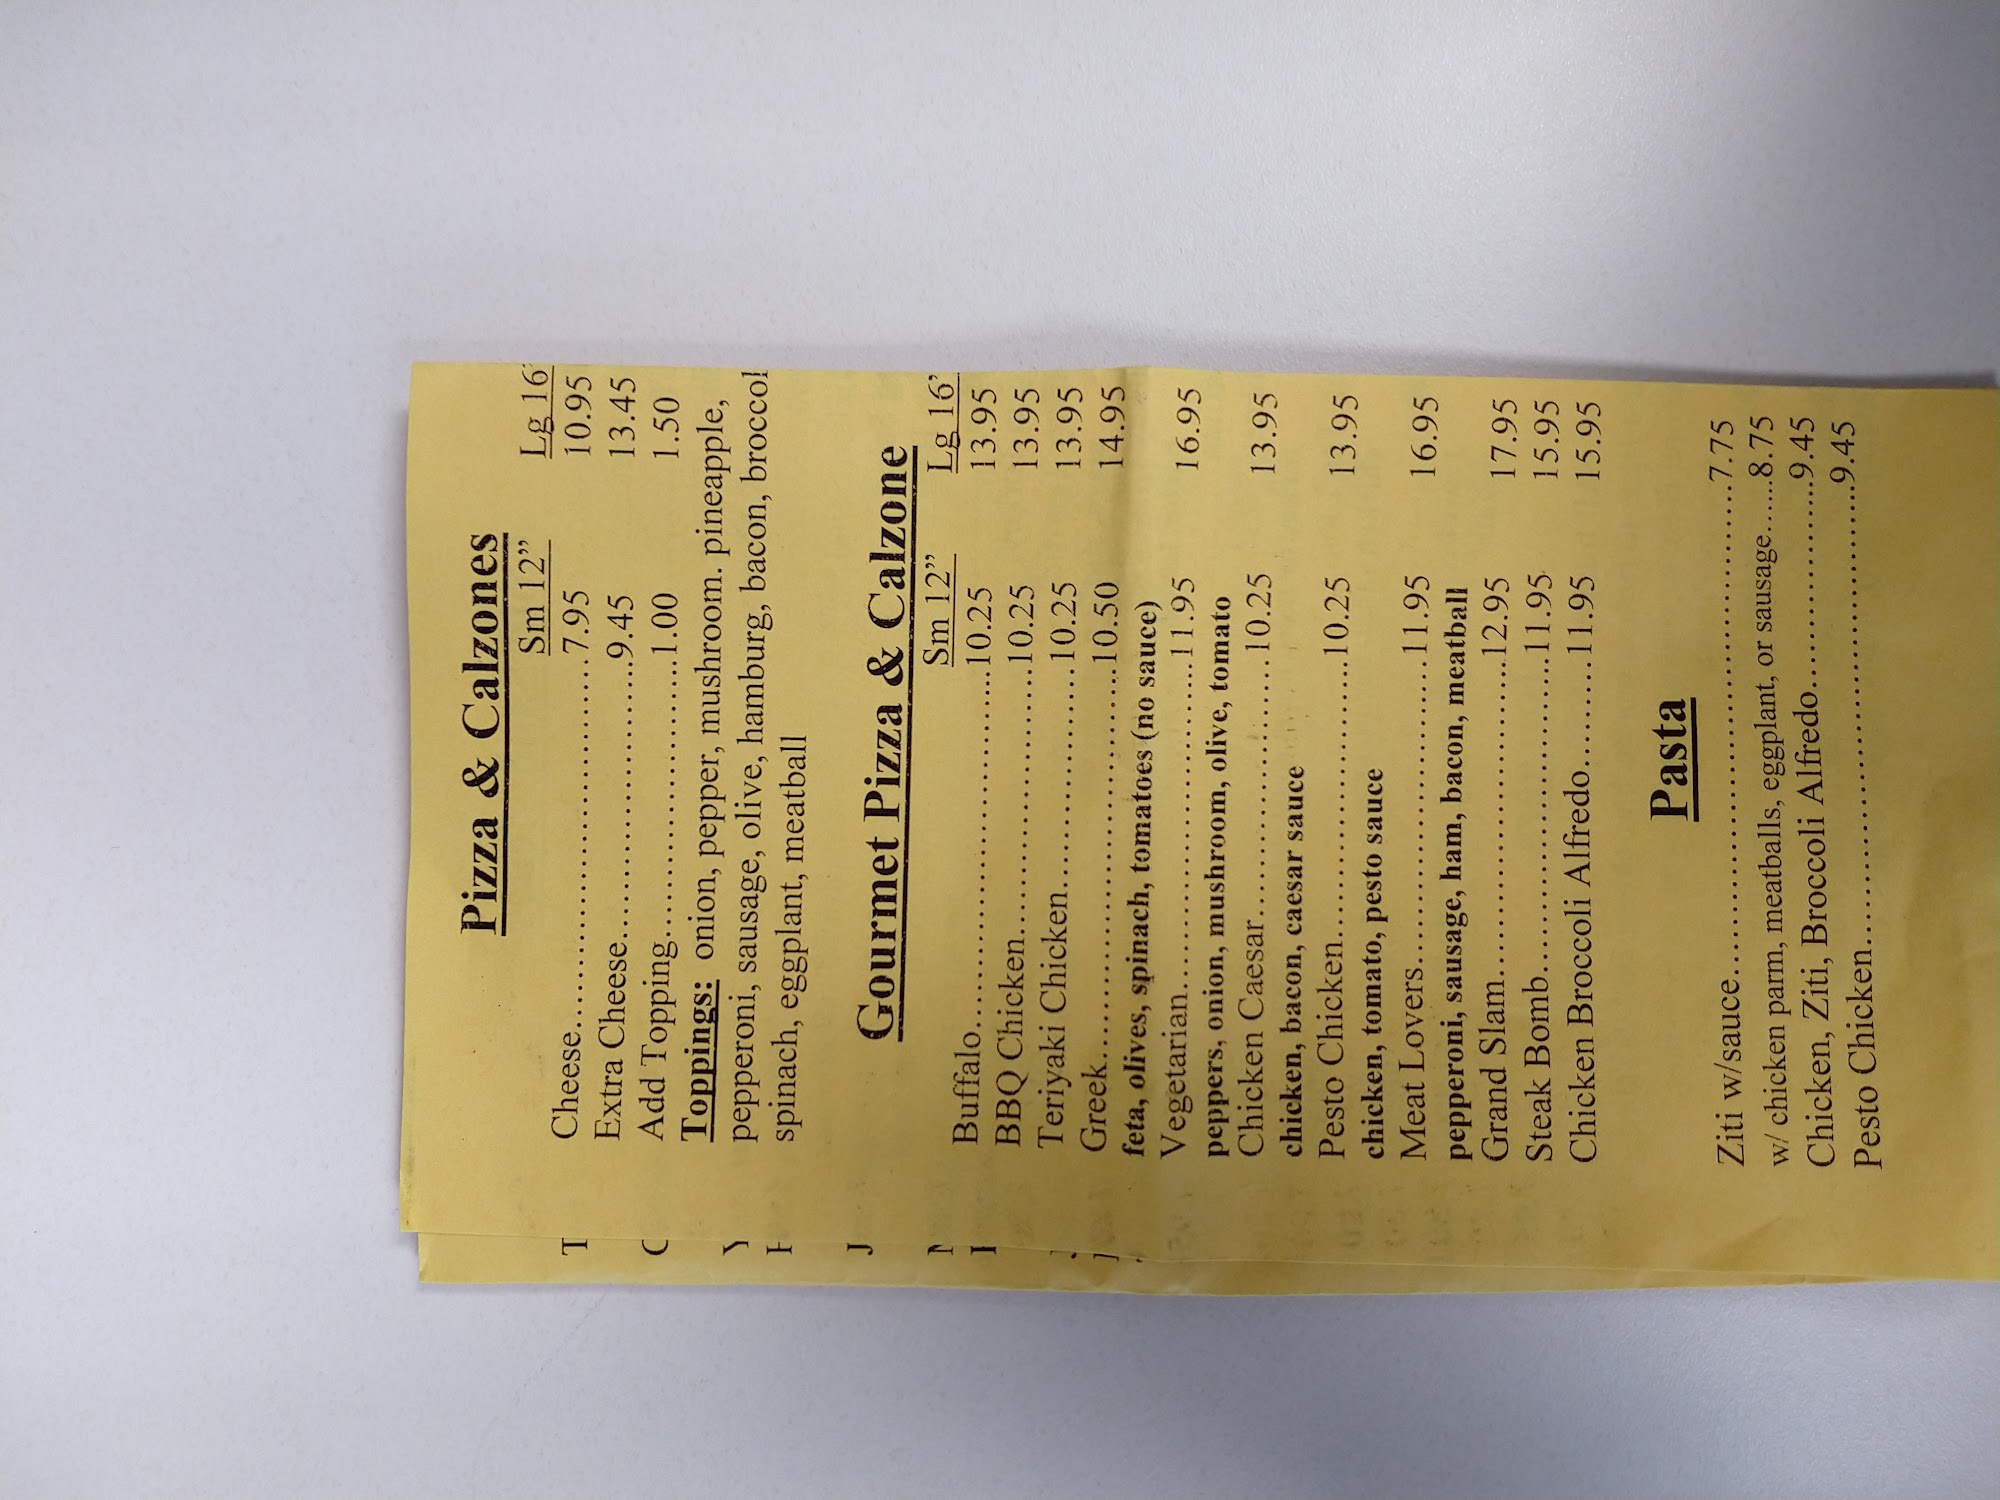 Pizza & Calzones
Sm 12” Lg 16’
Cheese..............................7.95 10.95
Extra Cheese....................9.45 13.45
Add Topping....................1.00 1.50
Toppings: onion, pepper, mushroom. pineapple,
pepperoni, sausage, olive, hamburg, bacon, broccol
spinach, eggplant, meatball
Gourmet Pizza & Calzone
Sm 12” Lg 16’
Buffalo..............................10.25 13.95
BBQ Chicken....................10.25 13.95
Teriyaki Chicken...............10.25 13.95
Greek................................10.50 14.95
feta, olives, spinach, tomatoes (no sauce)
Vegetarian.........................11.95 16.95
peppers, onion, mushroom, olive, tomato
Chicken Caesar.................10.25 13.95
chicken, bacon, caesar sauce
Pesto Chicken...................10.25 13.95
chicken, tomato, pesto sauce
Meat Lovers......................11.95 16.95
pepperoni, sausage, ham, bacon, meatball
Grand Slam.......................12.95 17.95
Steak Bomb.......................11.95 15.95
Chicken Broccoli Alfredo.........11.95 15.95
Pasta
Ziti w/sauce..........................................7.75
w/ chicken parm, meatballs, eggplant, or sausage.....8.75
Chicken, Ziti, Broccoli Alfredo................9.45
Pesto Chicken.......................................9.45